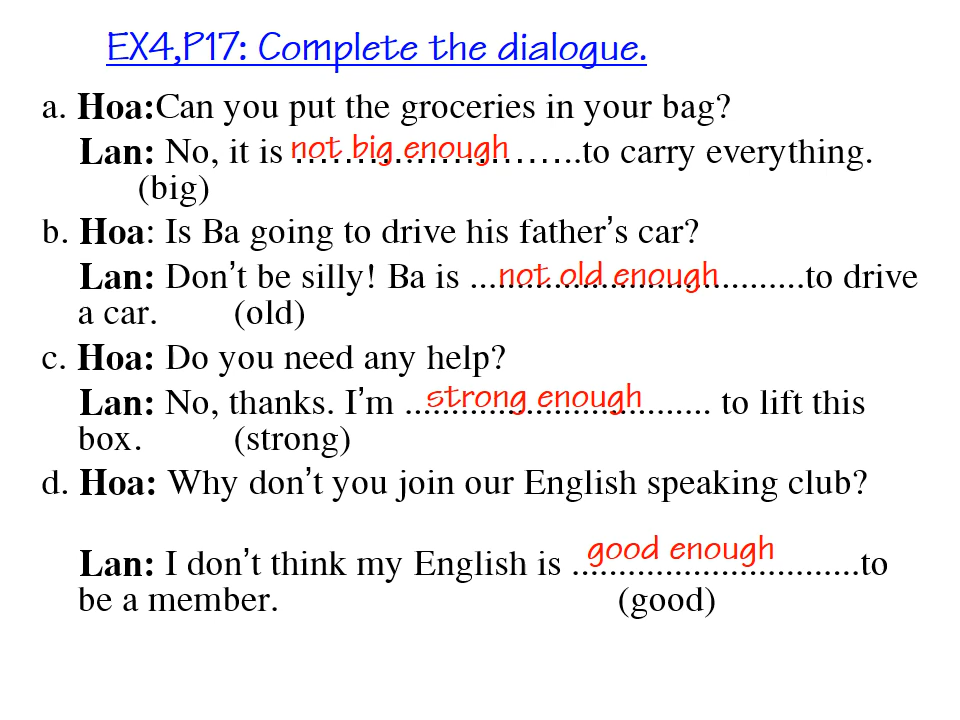 EX4,P17: Complete the dialogue.
a. Hoa:Can you put the groceries in your bag?
Lan: No, it is not big enough to carry everything.
(big)
b. Hoa: Is Ba going to drive his father’s car?
Lan: Don’t be silly! Ba is not old enough to drive
a car. (old)
c. Hoa: Do you need any help?
Lan: No, thanks. I’m strong enough to lift this
box. (strong)
d. Hoa: Why don’t you join our English speaking club?
Lan: I don’t think my English is good enough to
be a member. (good)